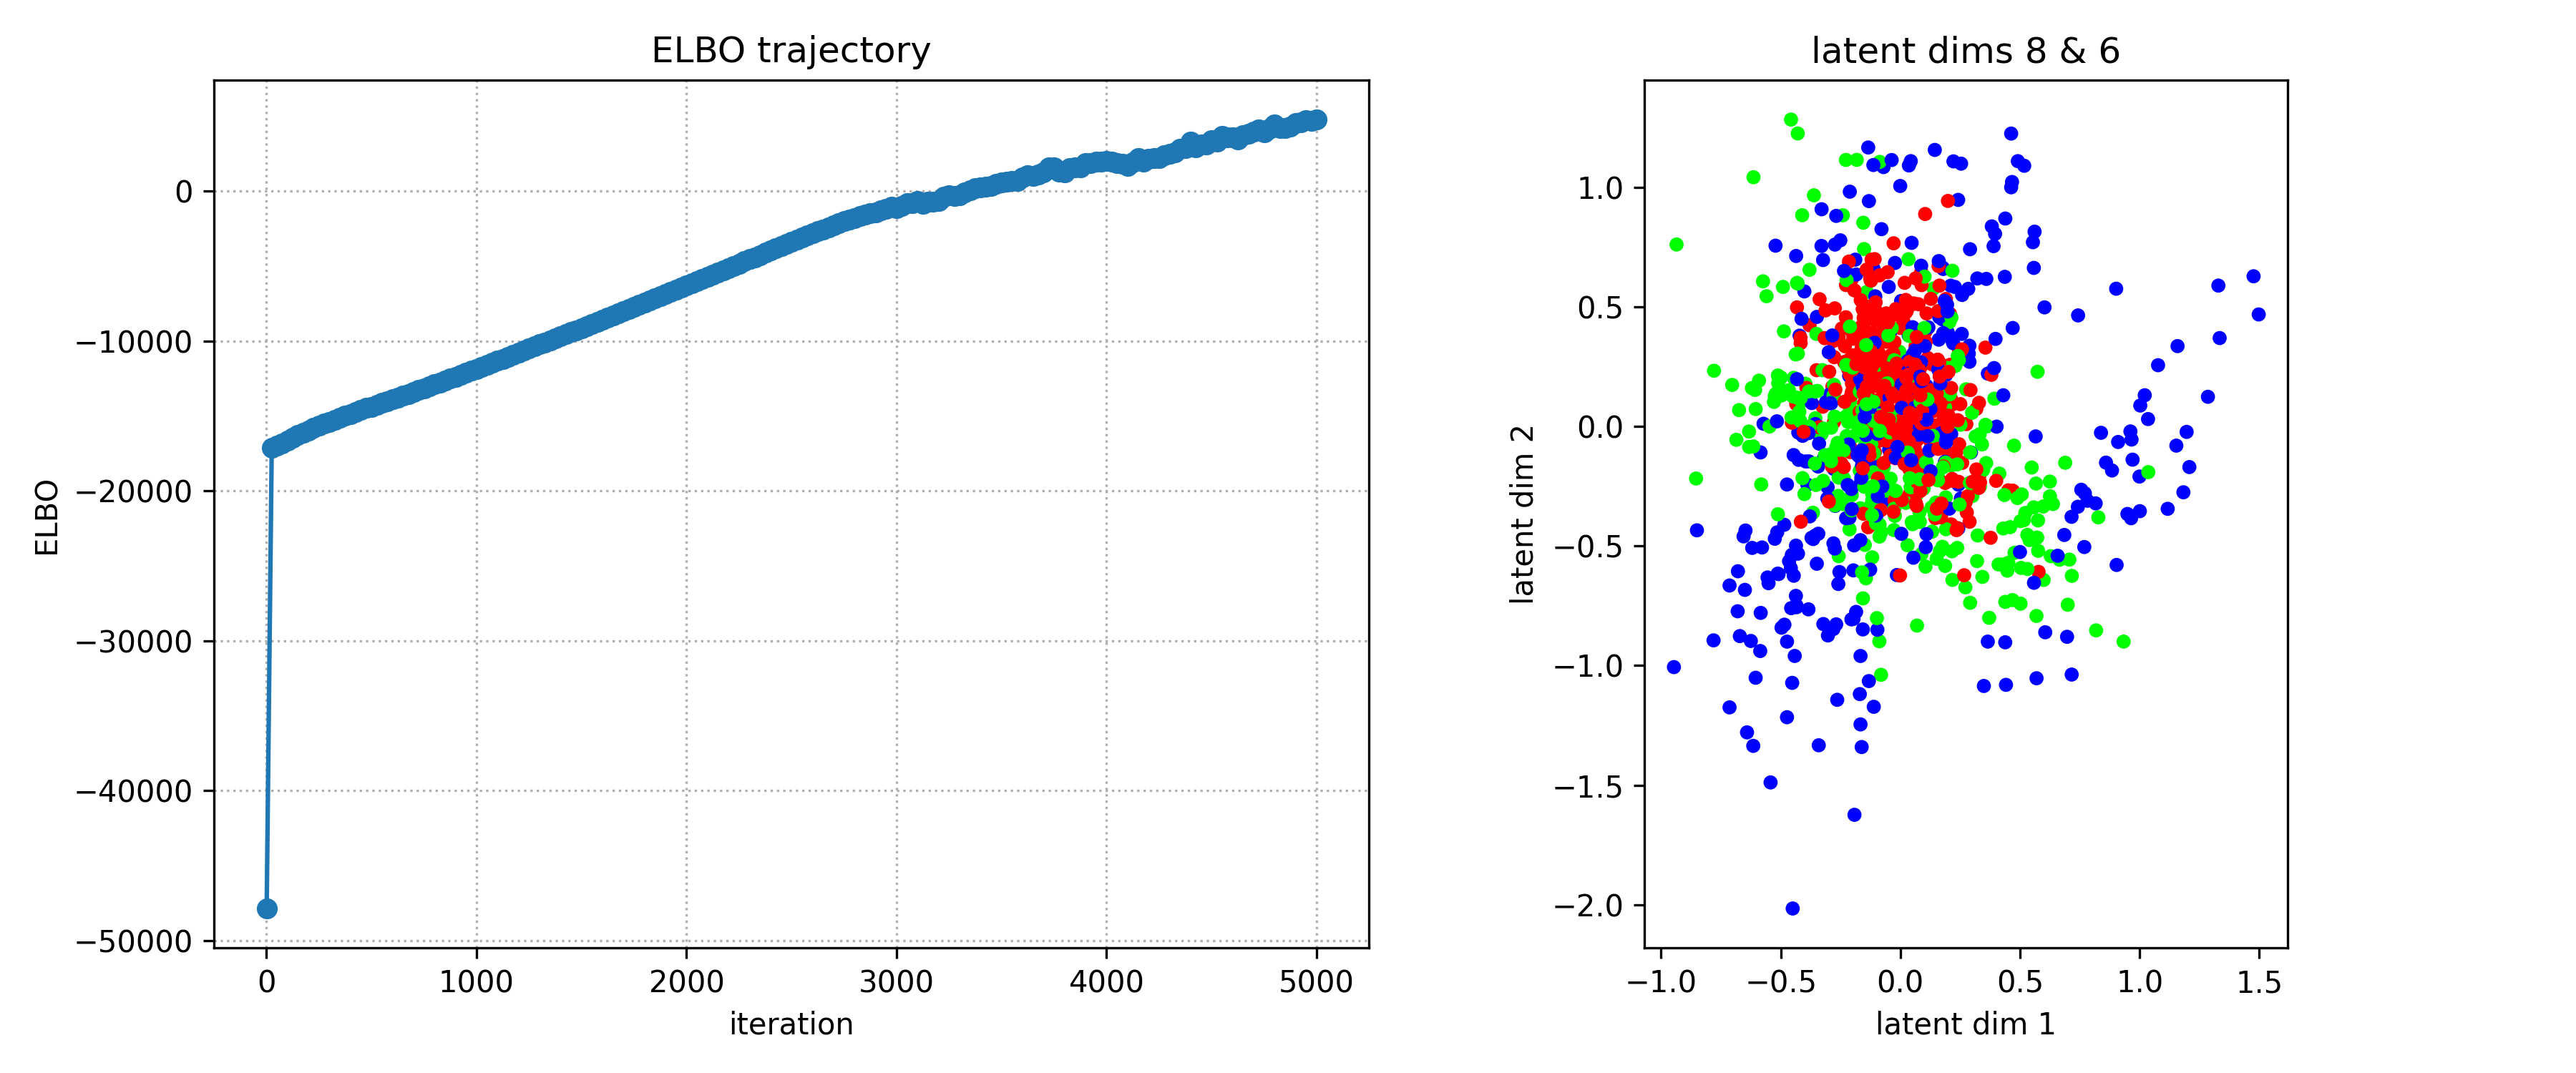 ELBO trajectory
ELBO
0
−10000
−20000
−30000
−40000
−50000
0 1000 2000 3000 4000 5000
iteration
latent dims 8 & 6
latent dim 2
1.0
0.5
0.0
−0.5
−1.0
−1.5
−2.0
−1.0 −0.5 0.0 0.5 1.0 1.5
latent dim 1